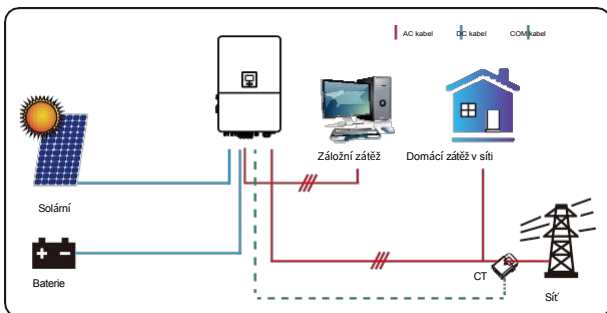 AC kabel DC kabel COM kabel
Záložní zátěž Domácí zátěž v síti
Solární
CT
Baterie
Síť